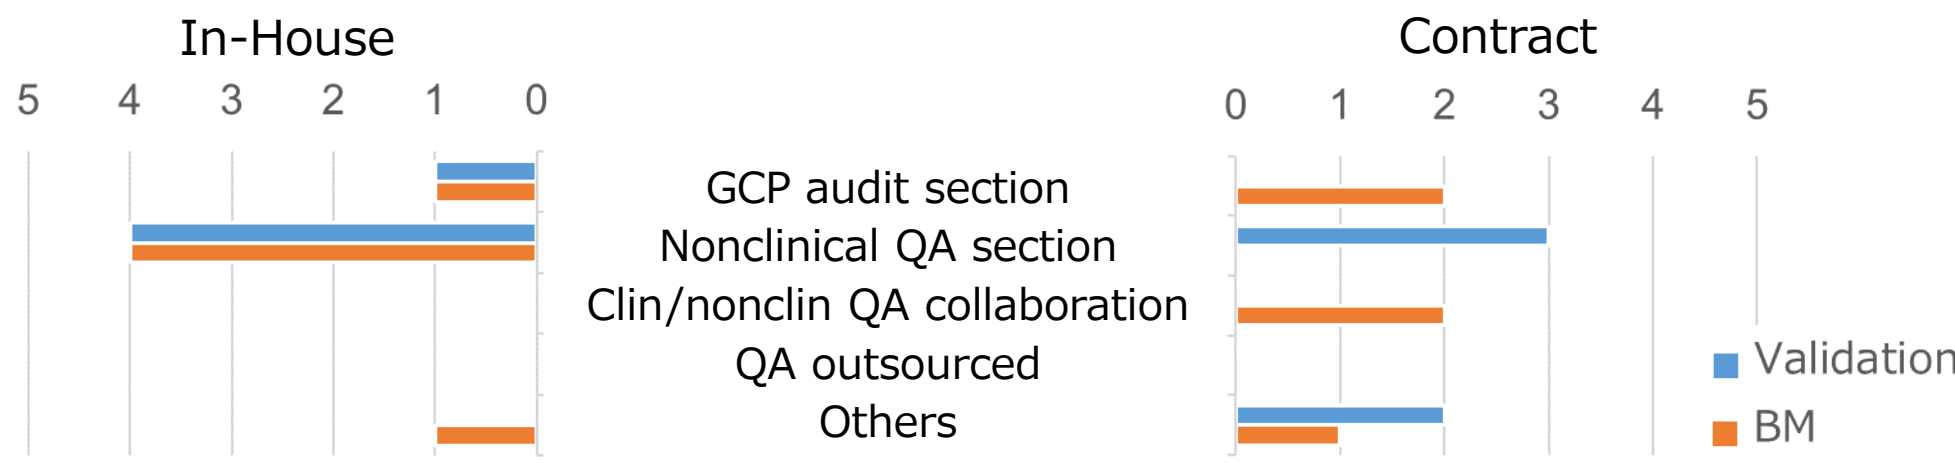 In-House
Contract
5 4 3 2 1 0
0 1 2 3 4 5
GCP audit section
Nonclinical QA section
Clin/nonclin QA collaboration
QA outsourced
Others
Validation
BM